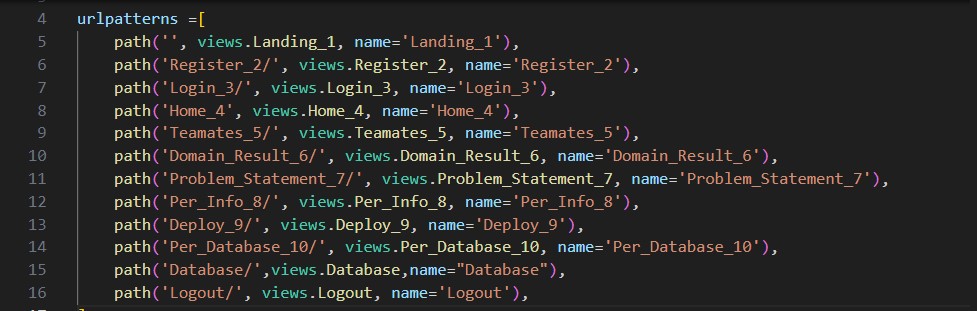 4 urlpatterns =[
5 path('', views.Landing_1, name='Landing_1'),
6 path('Register_2/', views.Register_2, name='Register_2'),
7 path('Login_3/', views.Login_3, name='Login_3'),
8 path('Home_4', views.Home_4, name='Home_4'),
9 path('Teamates_5/', views.Teamates_5, name='Teamates_5'),
10 path('Domain_Result_6/', views.Domain_Result_6, name='Domain_Result_6'),
11 path('Problem_Statement_7/', views.Problem_Statement_7, name='Problem_Statement_7'),
12 path('Per_Info_8/', views.Per_Info_8, name='Per_Info_8'),
13 path('Deploy_9/', views.Deploy_9, name='Deploy_9'),
14 path('Per_Database_10/', views.Per_Database_10, name='Per_Database_10'),
15 path('Database/',views.Database,name="Database"),
16 path('Logout/', views.Logout, name='Logout'),